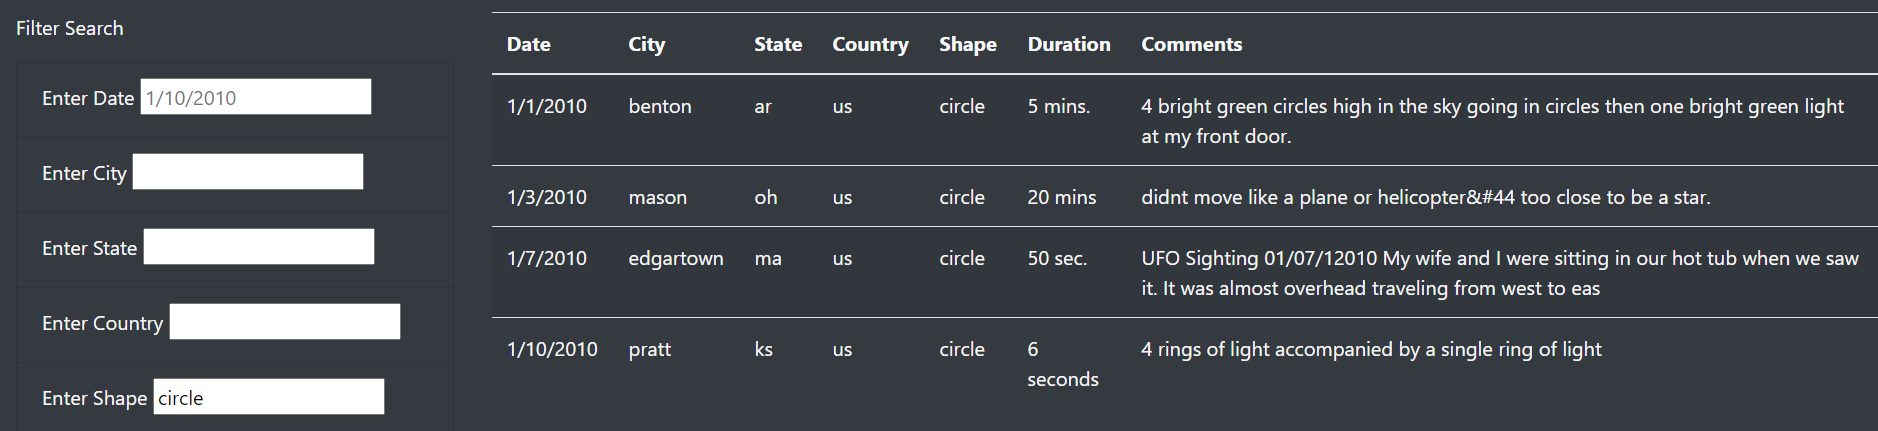 Filter Search
Enter Date 1/10/2010
Enter City
Enter State
Enter Country
Enter Shape circle
Date City State Country Shape Duration Comments
1/1/2010 benton ar us circle 5 mins. 4 bright green circles high in the sky going in circles then one bright green light
at my front door.
1/3/2010 mason oh us circle 20 mins didnt move like a plane or helicopter&#44 too close to be a star.
1/7/2010 edgartown ma us circle 50 sec. UFO Sighting 01/07/12010 My wife and I were sitting in our hot tub when we saw
it. It was almost overhead traveling from west to eas
1/10/2010 pratt ks us circle 6 4 rings of light accompanied by a single ring of light
seconds